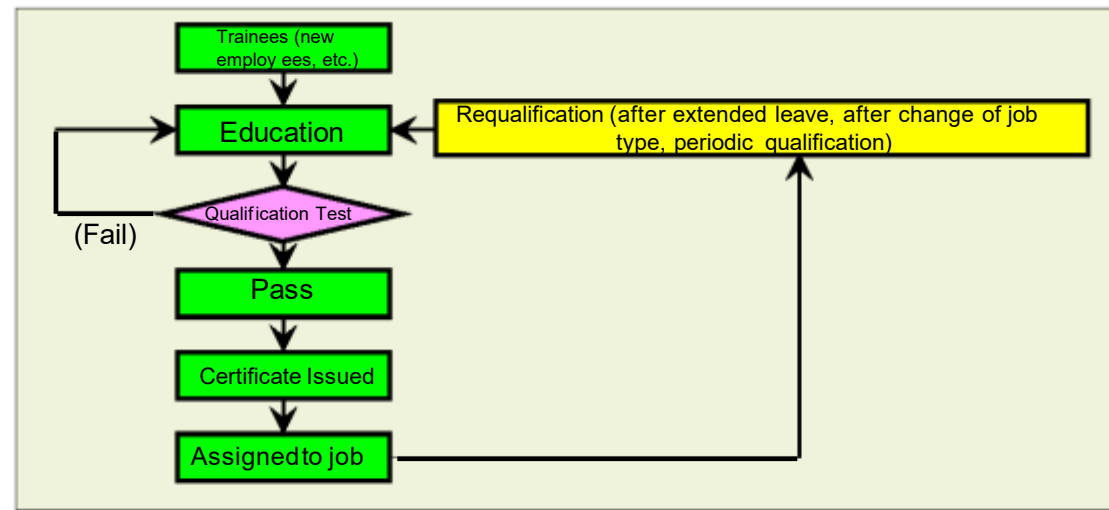 Trainees (new
employ ees, etc.)
Education
Requalification (after extended leave, after change of job
type, periodic qualification)
Qualification Test
(Fail)
Pass
Certificate Issued
Assignedto job